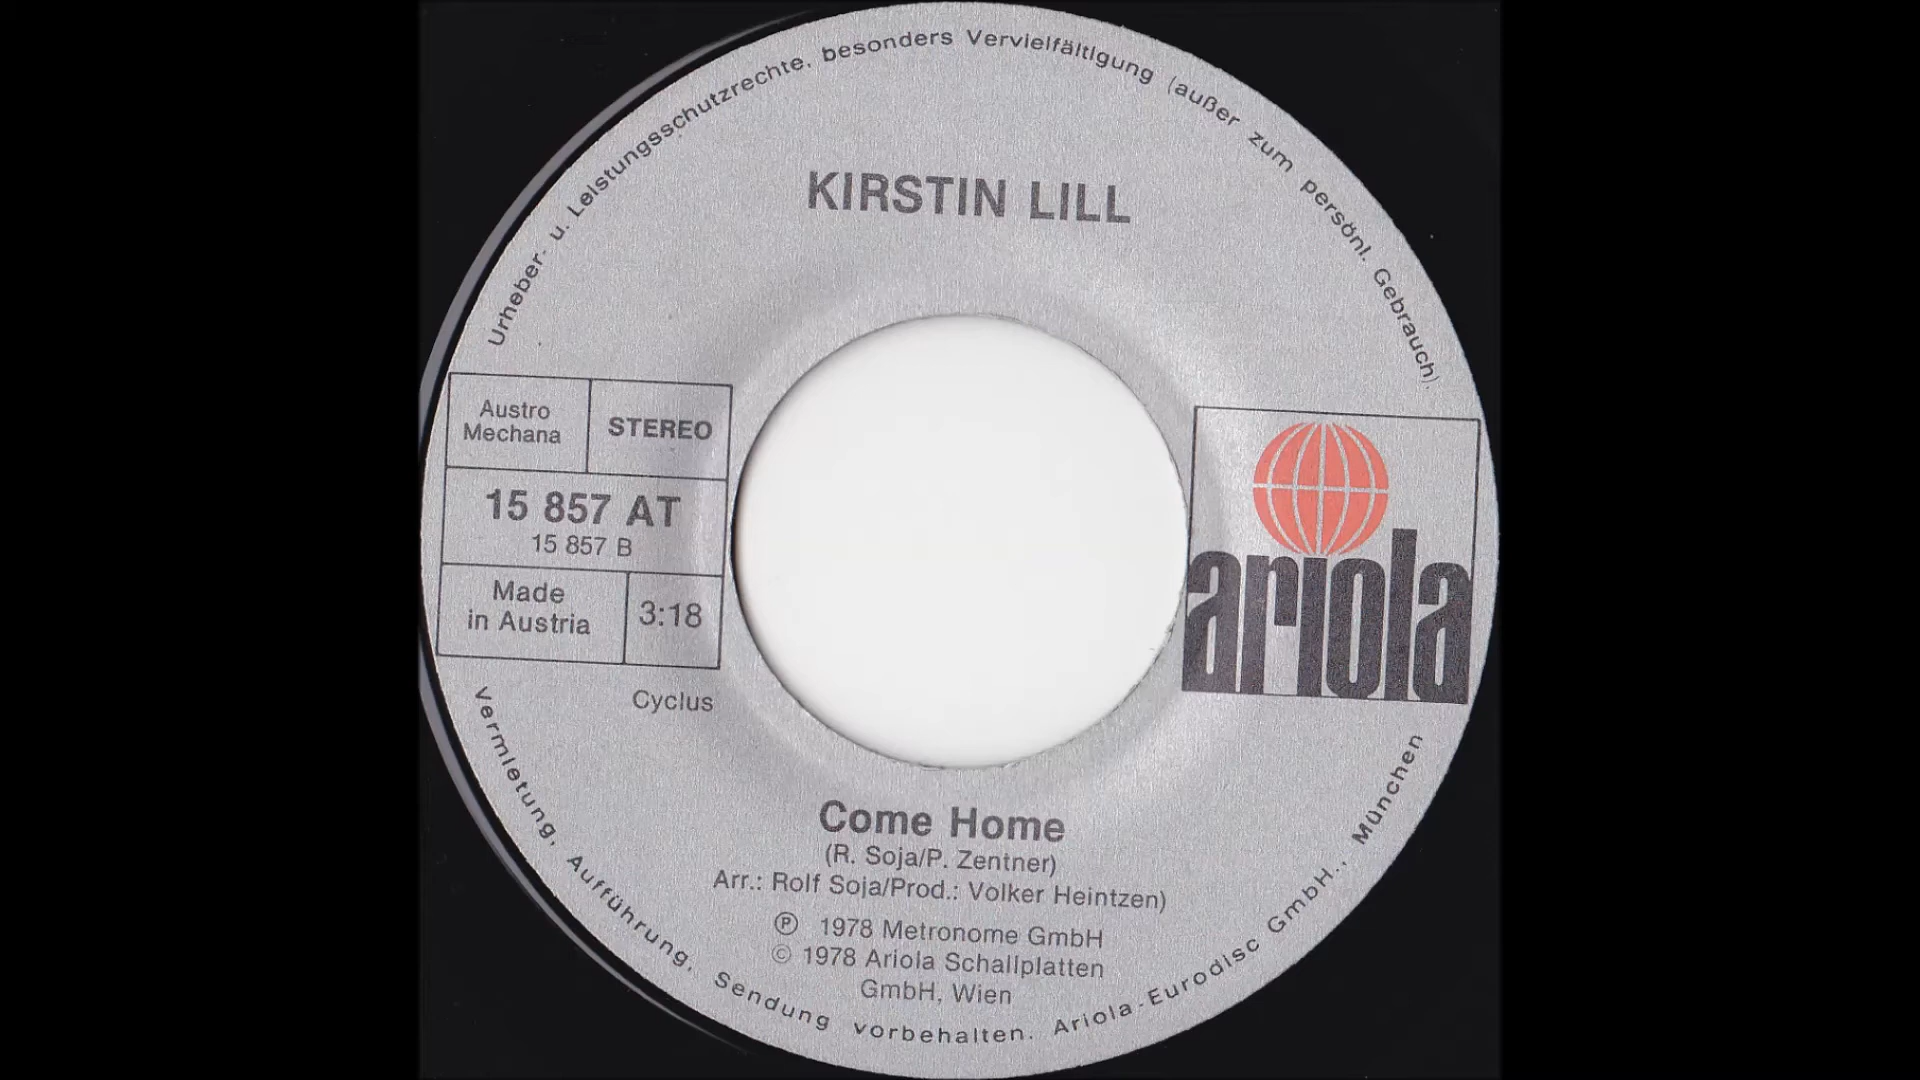 Urheber- u. Leistungsschutzrechte, besonders Vervielfältigung (außer zum persönl. Gebrauch).
KIRSTIN LILL
Austro
Mechana
STEREO
15 857 AT
15 857 B
Made
in Austria
3:18
Cyclus
ariola
Come Home
(R. Soja/P. Zentner)
Arr.: Rolf Soja/Prod.: Volker Heintzen)
Ⓟ 1978 Metronome GmbH
© 1978 Ariola Schallplatten
GmbH, Wien
Vermietung, Aufführung, Sendung vorbehalten. Ariola-Eurodisc GmbH., München